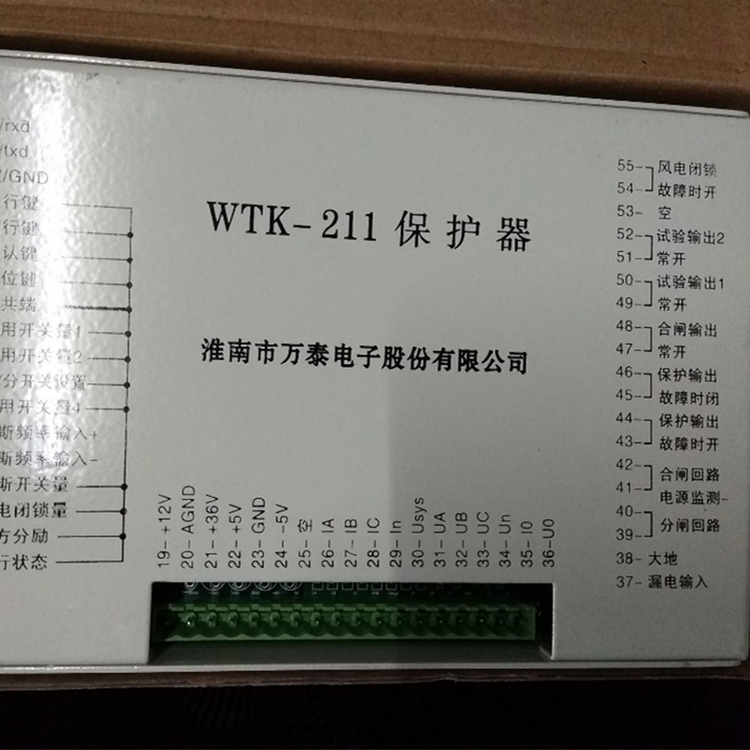 /rxd
/txd
/GND
行键
行键
认键
位键
共端
用开关量1
用开关量2
/分开关设置
用开关量4
斯频率输入+
斯频率输入-
斯开关量
电闭锁量
方分励
行状态
WTK-211保护器
淮南市万泰电子股份有限公司
19-+12V
20-AGND
21-+36V
22-+5V
23-GND
24--5V
25-空
26-IA
27-IB
28-IC
29-In
30-Usys
31-UA
32-UB
33-UC
34-Un
35-I0
36-U0
55-风电闭锁
54-故障时开
53-空
52-试验输出2
51-常开
50-试验输出1
49-常开
48-合闸输出
47-常开
46-保护输出
45-故障时闭
44-保护输出
43-故障时开
42-合闸回路
41-电源监测-
40-分闸回路
39-
38-大地
37-漏电输入